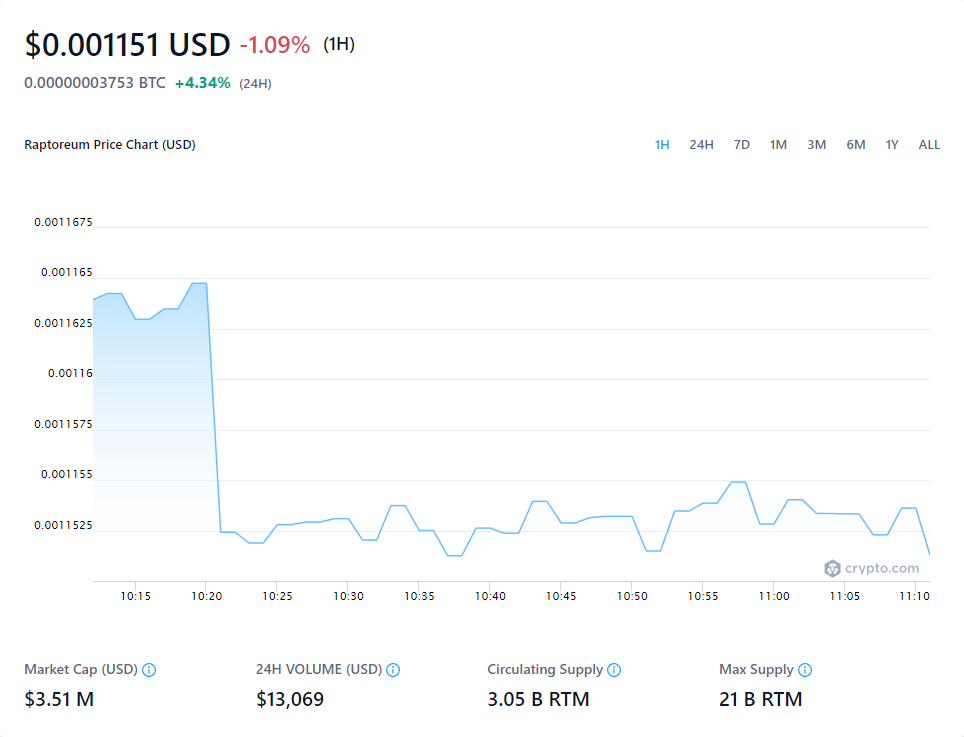 $0.001151 USD -1.09% (1H)
0.00000003753 BTC +4.34% (24H)
Raptoreum Price Chart (USD) 1H 24H 7D 1M 3M 6M 1Y ALL
0.0011675
0.001165
0.0011625
0.00116
0.0011575
0.001155
0.0011525
crypto.com
10:15 10:20 10:25 10:30 10:35 10:40 10:45 10:50 10:55 11:00 11:05 11:10
Market Cap (USD) 24H VOLUME (USD) Circulating Supply Max Supply
$3.51 M $13,069 3.05 B RTM 21 B RTM